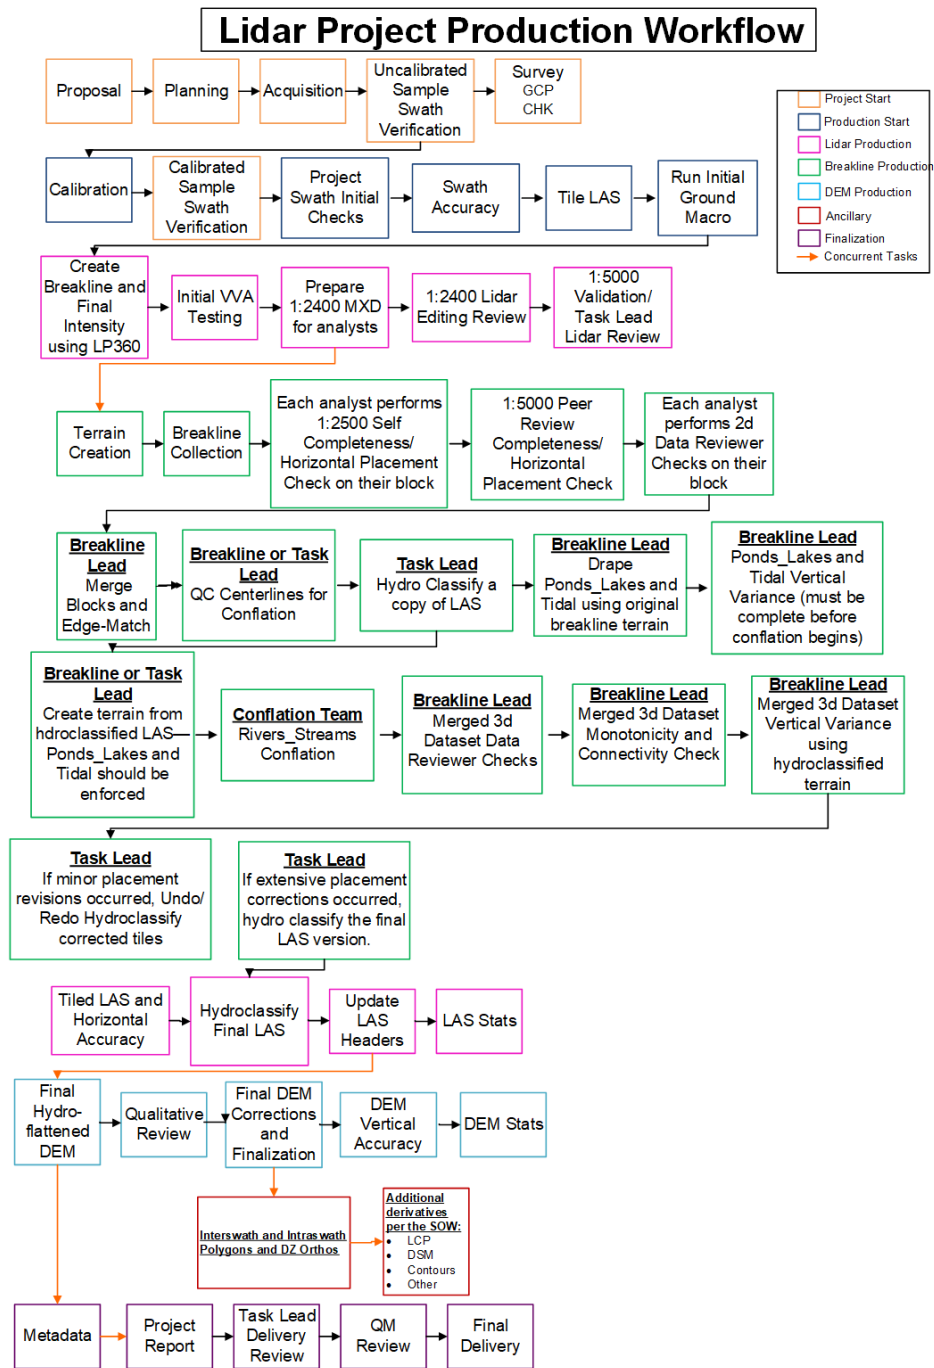 Lidar Project Production Workflow
Proposal
Planning
Acquisition
Uncalibrated
Sample
Swath
Verification
Survey
GCP
CHK
Project Start
Production Start
Lidar Production
Breakline Production
DEM Production
Ancillary
Finalization
Concurrent Tasks
Calibration
Calibrated
Sample
Swath
Verification
Project
Swath Initial
Checks
Swath
Accuracy
Tile LAS
Run Initial
Ground
Macro
Create
Breakline and
Final
Intensity
using LP360
Initial VVA
Testing
Prepare
1:2400 MXD
for analysts
1:2400 Lidar
Editing Review
1:5000
Validation/
Task Lead
Lidar Review
Terrain
Creation
Breakline
Collection
Each analyst performs
1:2500 Self
Completeness/
Horizontal Placement
Check on their block
1:5000 Peer
Review
Completeness/
Horizontal
Placement Check
Each analyst
performs 2d
Data Reviewer
Checks on their
block
Breakline
Lead
Merge
Blocks and
Edge-Match
Breakline or Task
Lead
QC Centerlines for
Conflation
Task Lead
Hydro Classify a
copy of LAS
Breakline Lead
Drape
Ponds_Lakes and
Tidal using original
breakline terrain
Breakline Lead
Ponds_Lakes and
Tidal Vertical
Variance (must be
complete before
conflation begins)
Breakline or Task
Lead
Create terrain from
hdroclassified LAS—
Ponds_Lakes and
Tidal should be
enforced
Conflation Team
Rivers_Streams
Conflation
Breakline Lead
Merged 3d
Dataset Data
Reviewer Checks
Breakline Lead
Merged 3d Dataset
Monotonicity and
Connectivity Check
Breakline Lead
Merged 3d Dataset
Vertical Variance
using
hydroclassified
terrain
Task Lead
If minor placement
revisions occurred, Undo/
Redo Hydroclassify
corrected tiles
Task Lead
If extensive placement
corrections occurred,
hydro classify the final
LAS version.
Tiled LAS and
Horizontal
Accuracy
Hydroclassify
Final LAS
Update
LAS
Headers
LAS Stats
Final
Hydro-
flattened
DEM
Qualitative
Review
Final DEM
Corrections
and
Finalization
DEM
Vertical
Accuracy
DEM Stats
Interswath and Intraswath
Polygons and DZ Orthos
Additional
derivatives
per the SOW:
• LCP
• DSM
• Contours
• Other
Metadata
Project
Report
Task Lead
Delivery
Review
QM
Review
Final
Delivery